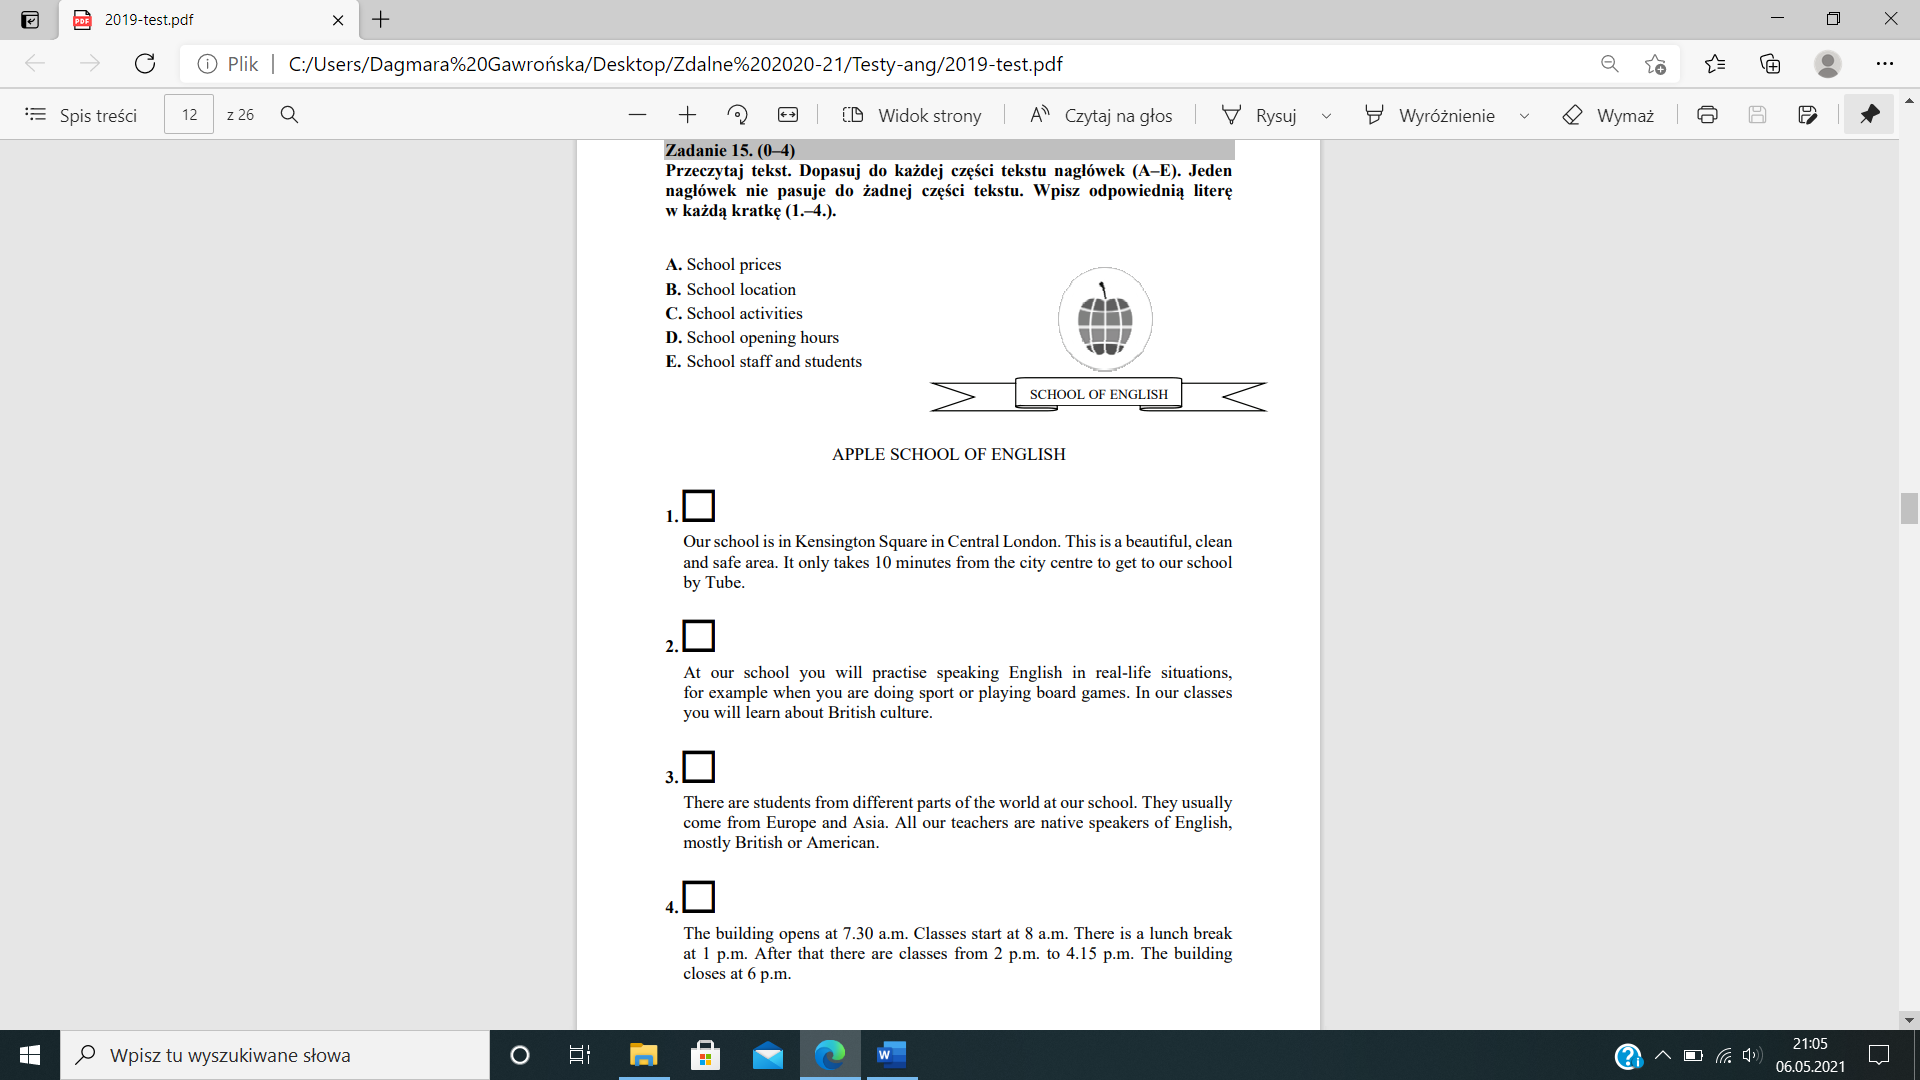 2019-test.pdf
Plik
C:/Users/Dagmara%20Gawrońska/Desktop/Zdalne%202020-21/Testy-ang/2019-test.pdf
Spis treści
12
z 26
Widok strony
Czytaj na głos
Rysuj
Wyróżnienie
Wymaż
Zadanie 15. (0–4)
Przeczytaj tekst. Dopasuj do każdej części tekstu nagłówek (A–E). Jeden
nagłówek nie pasuje do żadnej części tekstu. Wpisz odpowiednią literę
w każdą kratkę (1.–4.).
A. School prices
B. School location
C. School activities
D. School opening hours
E. School staff and students
SCHOOL OF ENGLISH
APPLE SCHOOL OF ENGLISH
1.
Our school is in Kensington Square in Central London. This is a beautiful, clean
and safe area. It only takes 10 minutes from the city centre to get to our school
by Tube.
2.
At our school you will practise speaking English in real-life situations,
for example when you are doing sport or playing board games. In our classes
you will learn about British culture.
3.
There are students from different parts of the world at our school. They usually
come from Europe and Asia. All our teachers are native speakers of English,
mostly British or American.
4.
The building opens at 7.30 a.m. Classes start at 8 a.m. There is a lunch break
at 1 p.m. After that there are classes from 2 p.m. to 4.15 p.m. The building
closes at 6 p.m.
Wpisz tu wyszukiwane słowa
21:05
06.05.2021